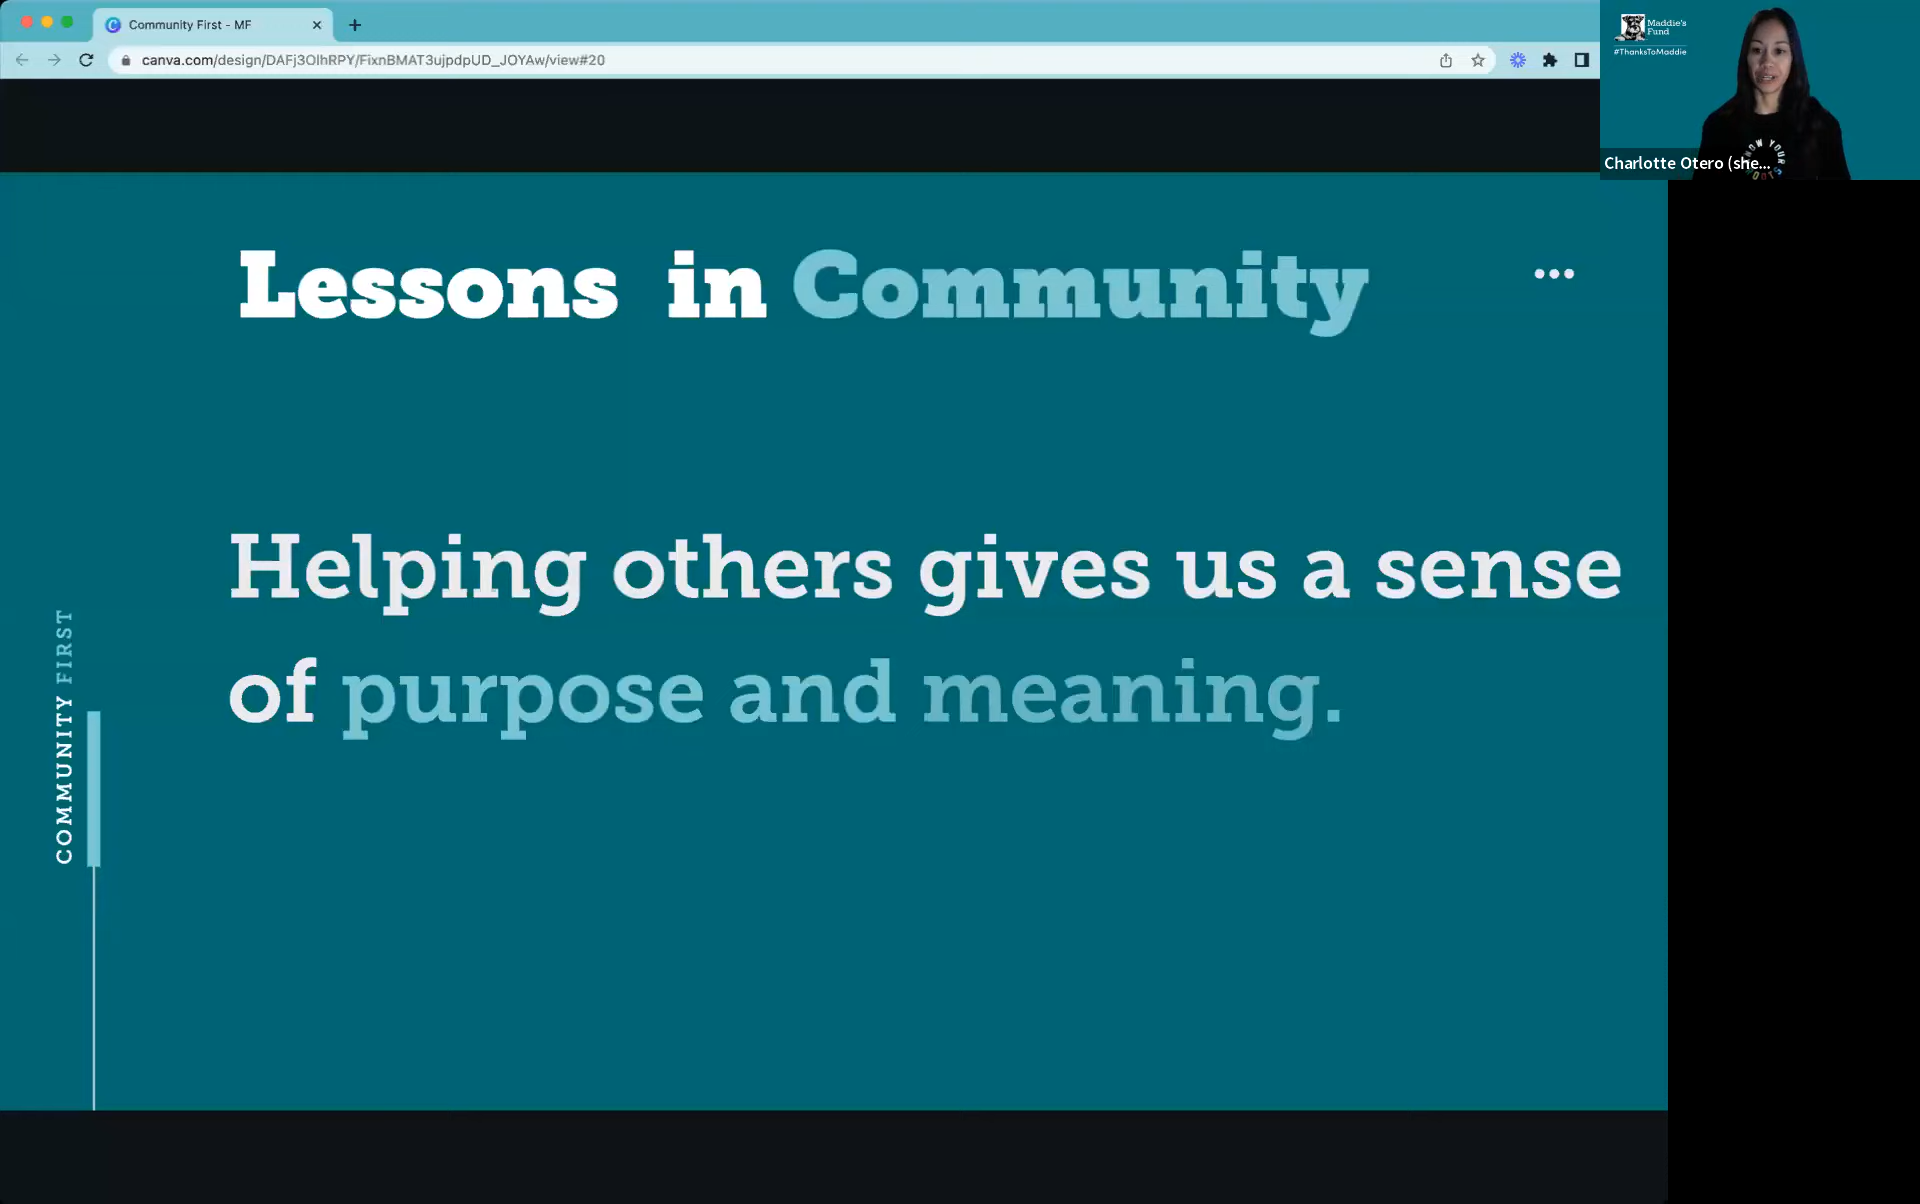 Community First - MF
canva.com/design/DAFj3OlhRPY/FixnBMAT3ujpdpUD_JOYAw/view#20
Maddie's
Fund
#ThanksToMaddie
Charlotte Otero (she...
Lessons in Community
Helping others gives us a sense
of purpose and meaning.
COMMUNITY FIRST